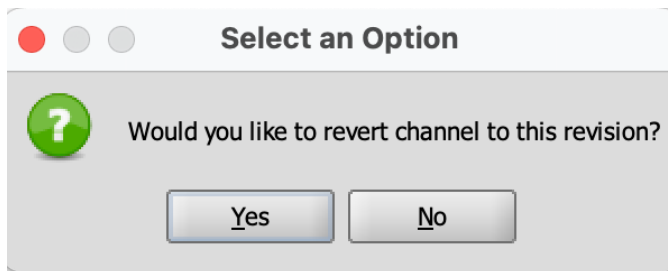 Select an Option
Would you like to revert channel to this revision?
Yes
No